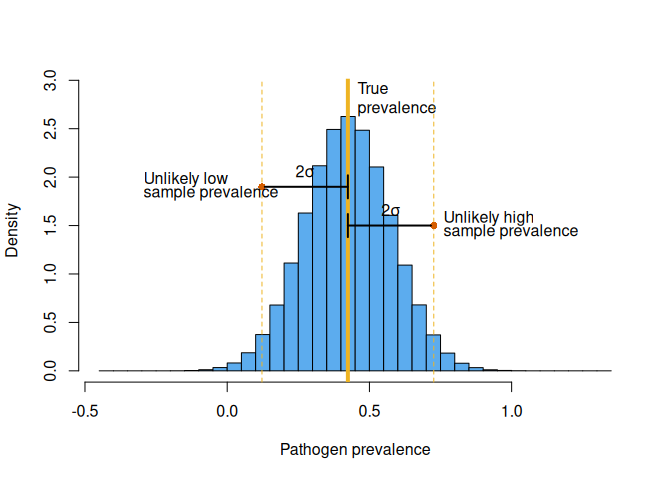 True
prevalence
2σ
Unlikely low
sample prevalence
2σ
Unlikely high
sample prevalence
Density
0.0
0.5
1.0
1.5
2.0
2.5
3.0
-0.5
0.0
0.5
1.0
Pathogen prevalence